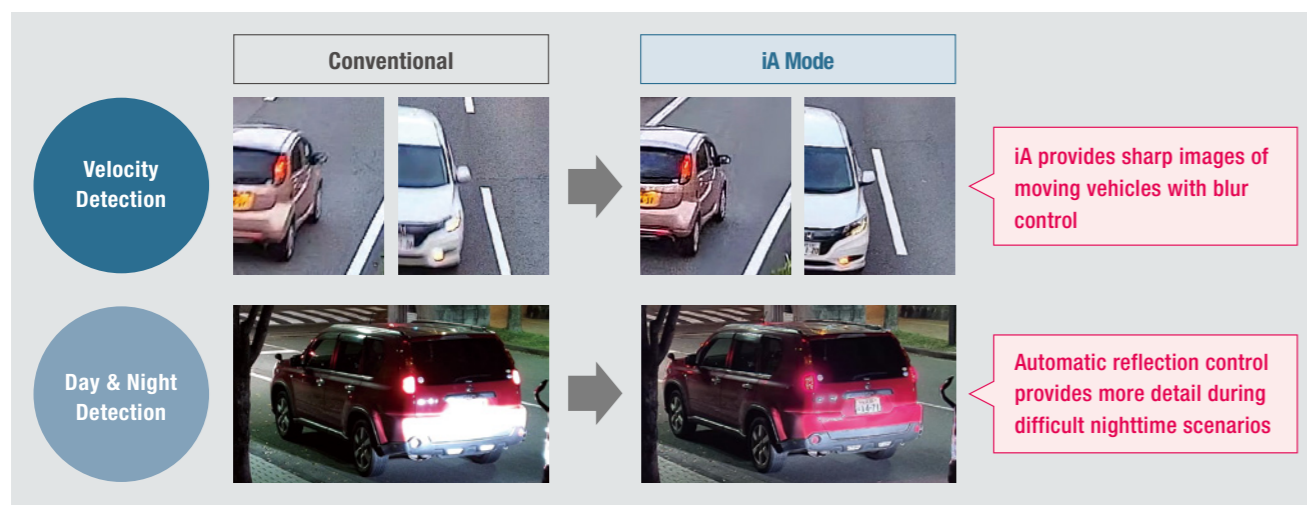 Conventional
iA Mode
Velocity
Detection
iA provides sharp images of
moving vehicles with blur
control
Day & Night
Detection
Automatic reflection control
provides more detail during
difficult nighttime scenarios